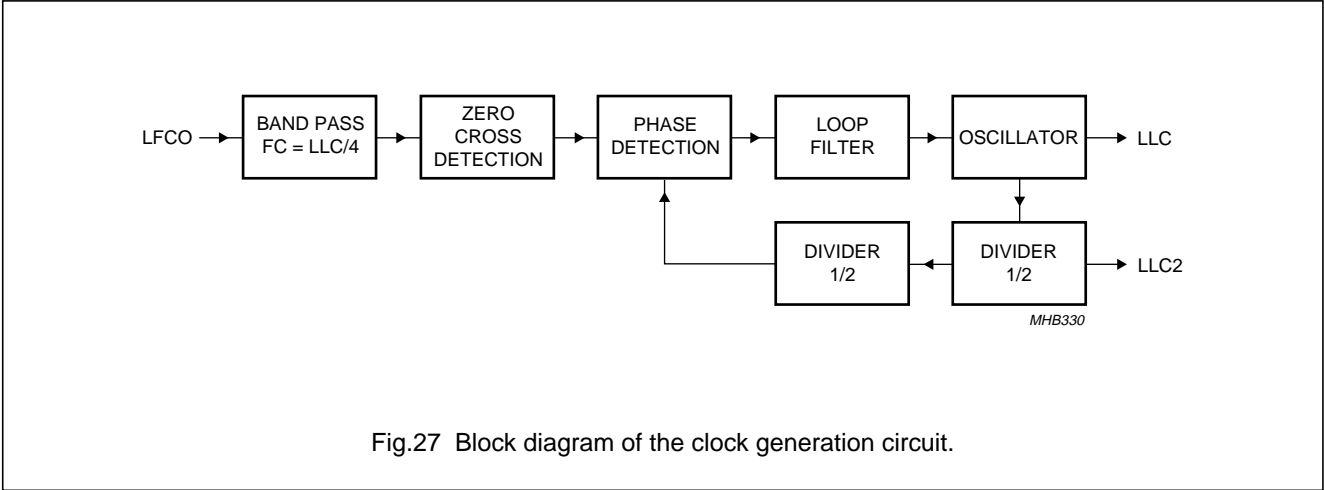 LFCO
BAND PASS
FC = LLC/4
ZERO
CROSS
DETECTION
PHASE
DETECTION
LOOP
FILTER
OSCILLATOR
LLC
DIVIDER
1/2
DIVIDER
1/2
LLC2
MHB330
Fig.27 Block diagram of the clock generation circuit.